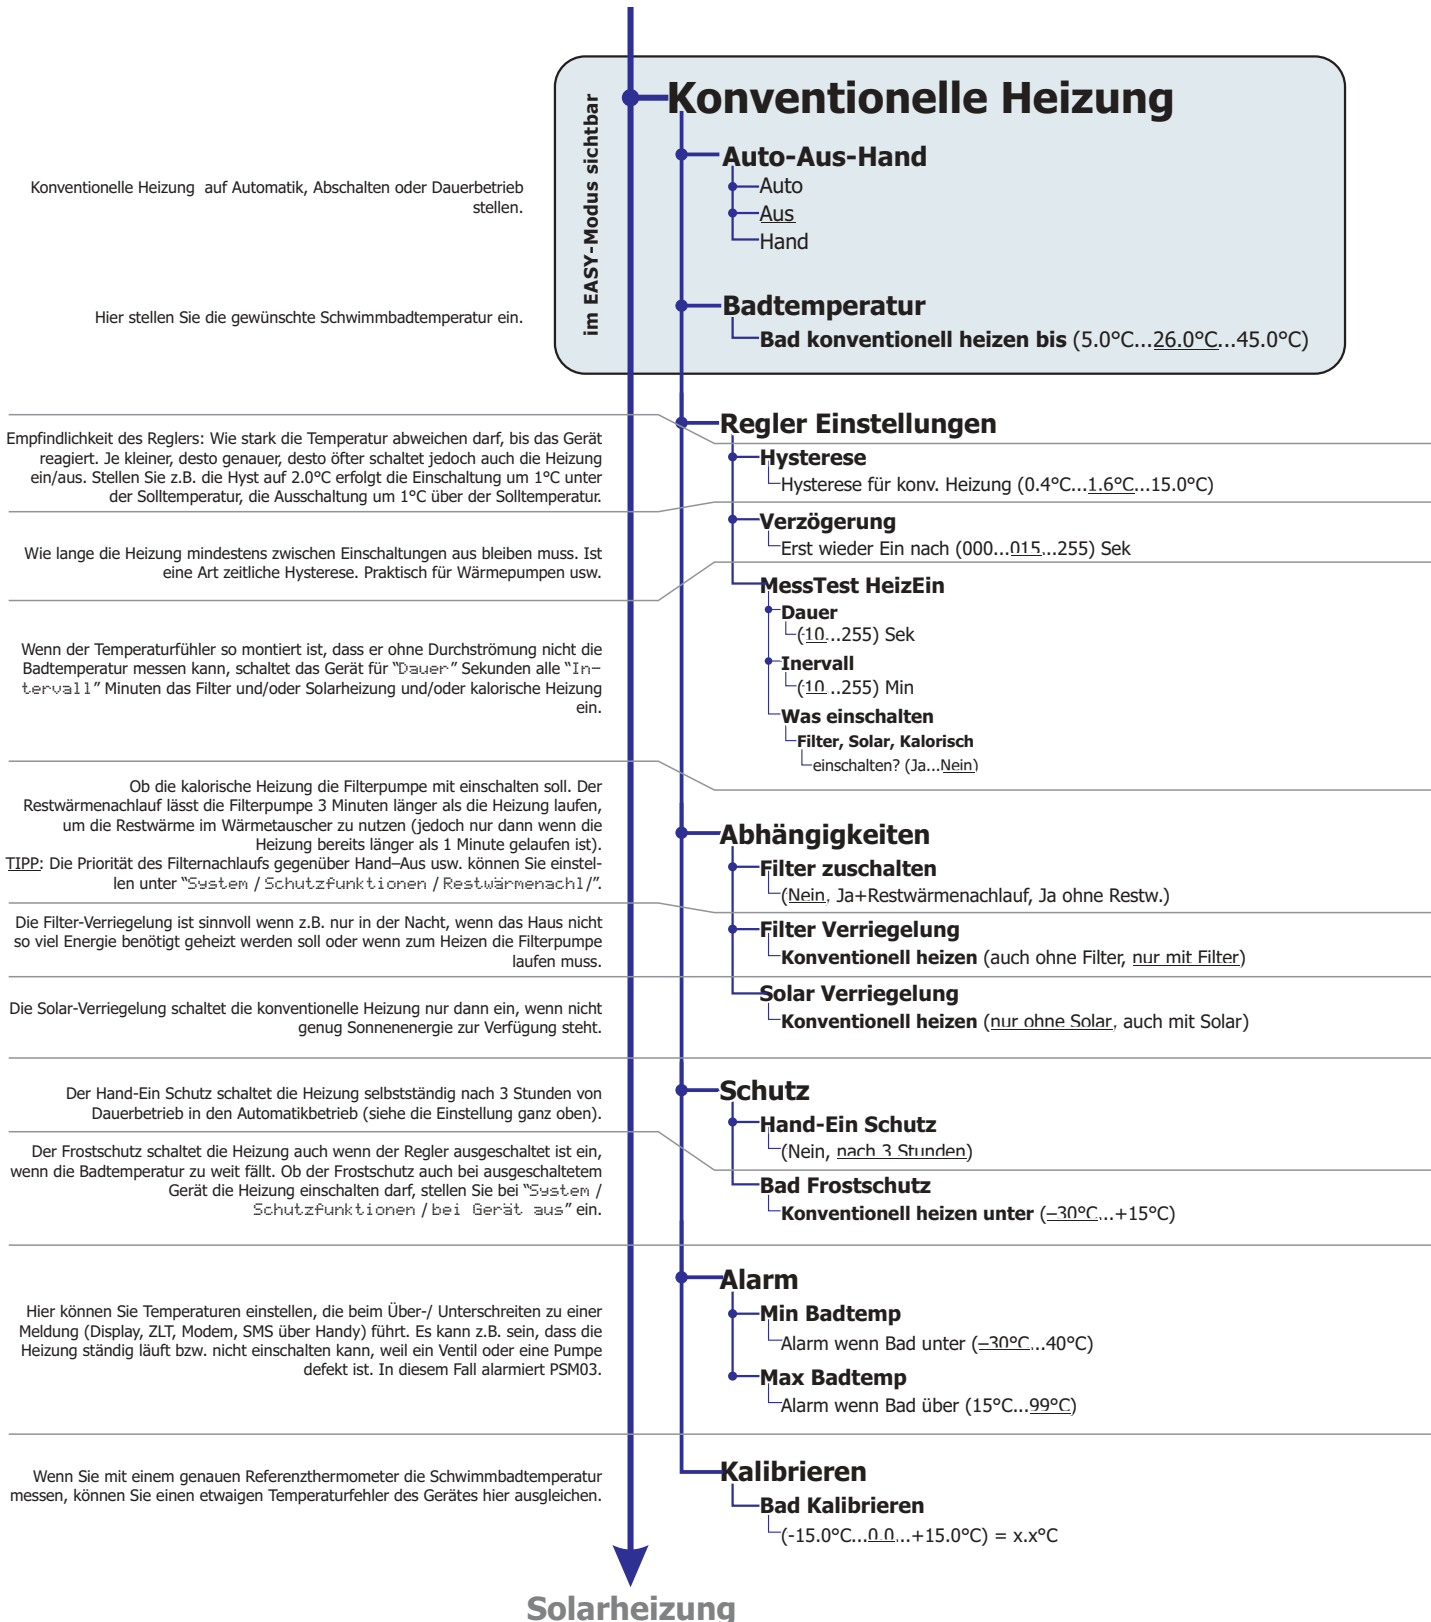 im EASY-Modus sichtbar
Konventionelle Heizung
Auto-Aus-Hand
Konventionelle Heizung  auf Automatik, Abschalten oder Dauerbetrieb
stellen.
Auto
Aus
Hand
Badtemperatur
Hier stellen Sie die gewünschte Schwimmbadtemperatur ein.
Bad konventionell heizen bis (5.0°C...26.0°C...45.0°C)
Regler Einstellungen
Empfindlichkeit des Reglers: Wie stark die Temperatur abweichen darf, bis das Gerät
reagiert. Je kleiner, desto genauer, desto öfter schaltet jedoch auch die Heizung
ein/aus. Stellen Sie z.B. die Hyst auf 2.0°C erfolgt die Einschaltung um 1°C unter
der Solltemperatur, die Ausschaltung um 1°C über der Solltemperatur.
Hysterese
Hysterese für konv. Heizung (0.4°C...1.6°C...15.0°C)
Verzögerung
Erst wieder Ein nach (000...015...255) Sek
Wie lange die Heizung mindestens zwischen Einschaltungen aus bleiben muss. Ist
eine Art zeitliche Hysterese. Praktisch für Wärmepumpen usw.
MessTest HeizEin
Dauer
(10...255) Sek
Inervall
(10...255) Min
Was einschalten
Filter, Solar, Kalorisch
einschalten? (Ja...Nein)
Wenn der Temperaturfühler so montiert ist, dass er ohne Durchströmung nicht die
Badtemperatur messen kann, schaltet das Gerät für "Dauer" Sekunden alle "In-
tervall" Minuten das Filter und/oder Solarheizung und/oder kalorische Heizung
ein.
Ob die kalorische Heizung die Filterpumpe mit einschalten soll. Der
Restwärmenachlauf lässt die Filterpumpe 3 Minuten länger als die Heizung laufen,
um die Restwärme im Wärmetauscher zu nutzen (jedoch nur dann wenn die
Heizung bereits länger als 1 Minute gelaufen ist).
TIPP: Die Priorität des Filternachlaufs gegenüber Hand–Aus usw. können Sie einstel-
len unter "System / Schutzfunktionen / Restwärmenachl/".
Abhängigkeiten
Filter zuschalten
(Nein, Ja+Restwärmenachlauf, Ja ohne Restw.)
Die Filter-Verriegelung ist sinnvoll wenn z.B. nur in der Nacht, wenn das Haus nicht
so viel Energie benötigt geheizt werden soll oder wenn zum Heizen die Filterpumpe
laufen muss.
Filter Verriegelung
Konventionell heizen (auch ohne Filter, nur mit Filter)
Solar Verriegelung
Konventionell heizen (nur ohne Solar, auch mit Solar)
Die Solar-Verriegelung schaltet die konventionelle Heizung nur dann ein, wenn nicht
genug Sonnenenergie zur Verfügung steht.
Schutz
Der Hand-Ein Schutz schaltet die Heizung selbstständig nach 3 Stunden von
Dauerbetrieb in den Automatikbetrieb (siehe die Einstellung ganz oben).
Hand-Ein Schutz
(Nein, nach 3 Stunden)
Der Frostschutz schaltet die Heizung auch wenn der Regler ausgeschaltet ist ein,
wenn die Badtemperatur zu weit fällt. Ob der Frostschutz auch bei ausgeschaltetem
Gerät die Heizung einschalten darf, stellen Sie bei "System /
Schutzfunktionen / bei Gerät aus" ein.
Bad Frostschutz
Konventionell heizen unter (–30°C...+15°C)
Alarm
Min Badtemp
Alarm wenn Bad unter (–30°C...40°C)
Max Badtemp
Alarm wenn Bad über (15°C...99°C)
Hier können Sie Temperaturen einstellen, die beim Über-/ Unterschreiten zu einer
Meldung (Display, ZLT, Modem, SMS über Handy) führt. Es kann z.B. sein, dass die
Heizung ständig läuft bzw. nicht einschalten kann, weil ein Ventil oder eine Pumpe
defekt ist. In diesem Fall alarmiert PSM03.
Kalibrieren
Wenn Sie mit einem genauen Referenzthermometer die Schwimmbadtemperatur
messen, können Sie einen etwaigen Temperaturfehler des Gerätes hier ausgleichen.
Bad Kalibrieren
(-15.0°C...0.0...+15.0°C) = x.x°C
Solarheizung